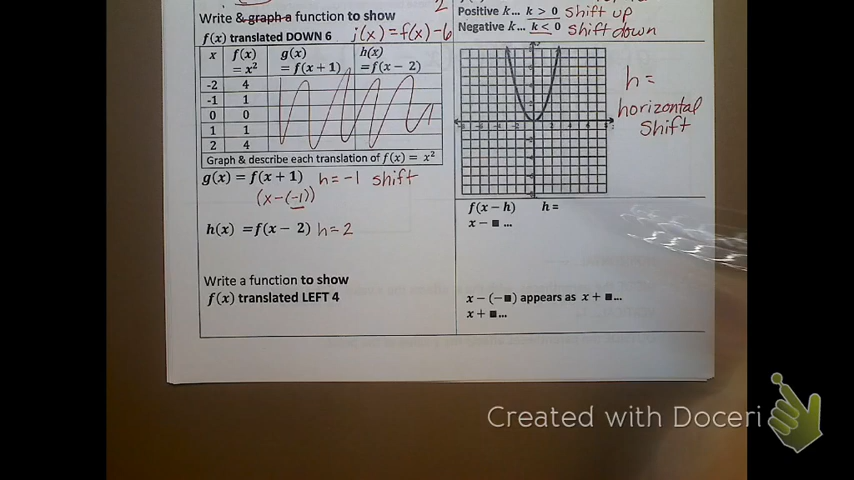 Write & graph a function to show
f(x) translated DOWN 6 j(x) = f(x) - 6
x f(x) = x² g(x) = f(x + 1) h(x) = f(x − 2)
-2 4
-1 1
0 0
1 1
2 4
Graph & describe each translation of f(x) = x²
g(x) = f(x + 1) h = -1 shift
(x-(-1))
h(x) = f(x − 2) h = 2
Write a function to show
f(x) translated LEFT 4
2
Positive k... k > 0 shift up
Negative k... k < 0 shift down
h =
horizontal
shift
f(x − h) h =
x − ■ ...
x − (−■) appears as x + ■...
x + ■...
Created with Doceri